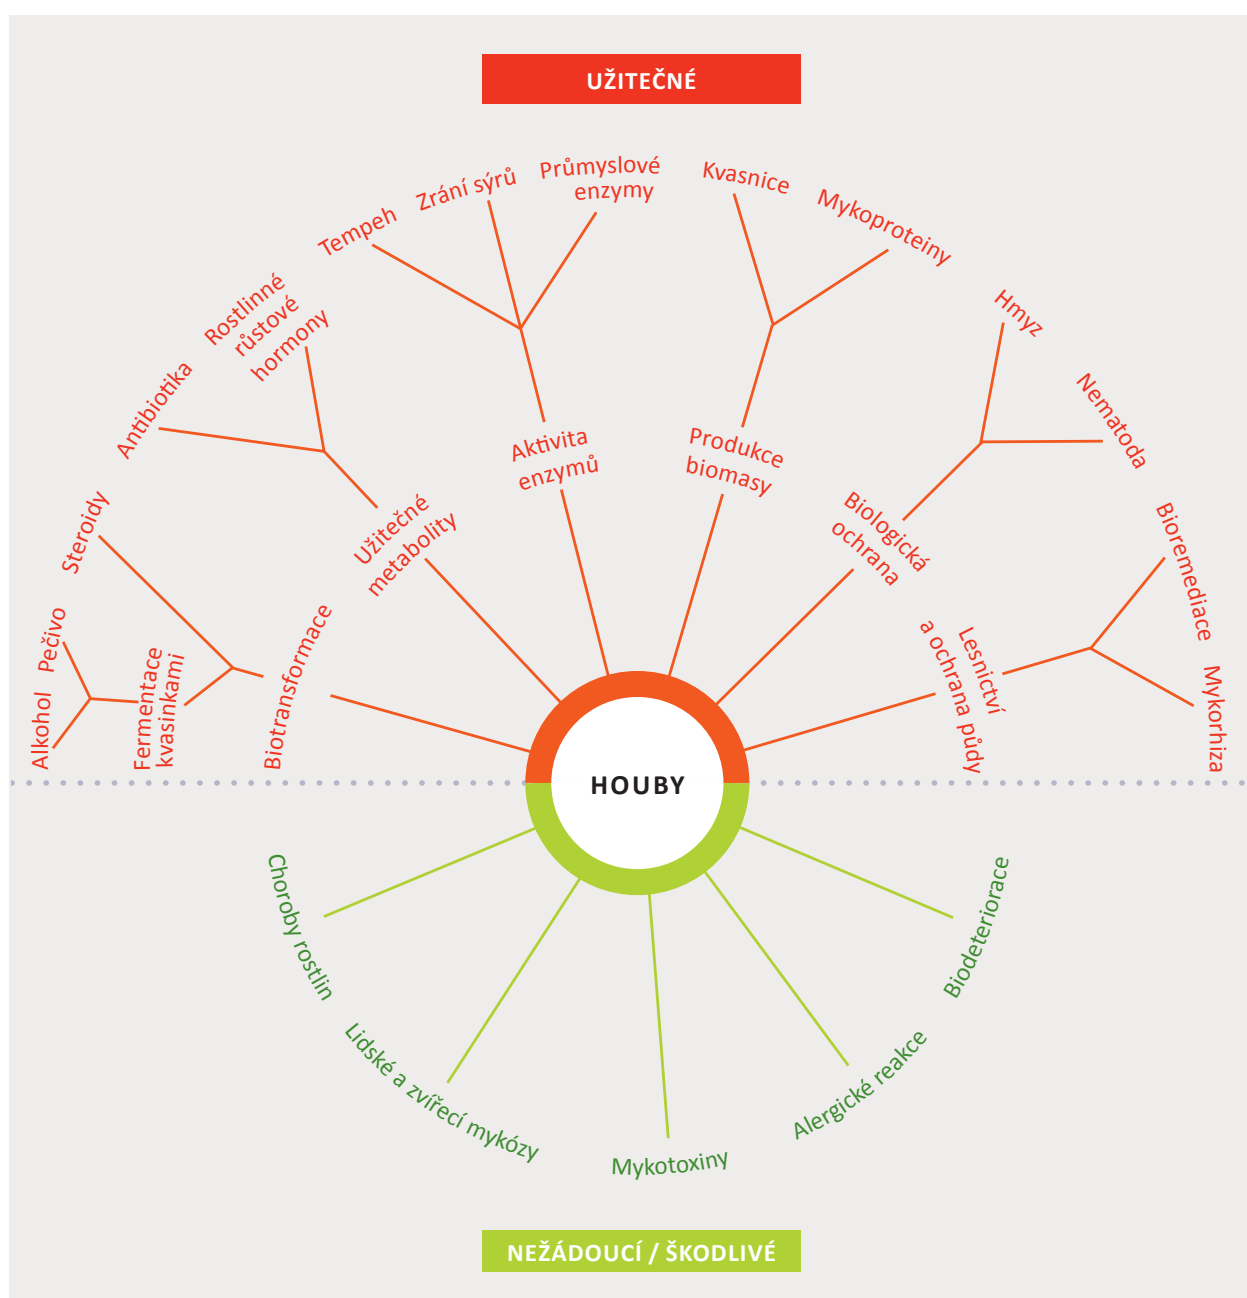 UŽITEČNÉ
Alkohol
Pečivo
Fermentace
kvasinkami
Steroidy
Biotransformace
Antibiotika
Rostlinné
růstové
hormony
Užitečné
metabolity
Tempeh
Zrání sýrů
Průmyslové
enzymy
Aktivita
enzymů
Kvasnice
Mykoproteiny
Produkce
biomasy
Hmyz
Nematoda
Biologická
ochrana
Bioremediace
Mykorhiza
Lesnictví
a ochrana půdy
HOUBY
Choroby rostlin
Lidské a zvířecí mykózy
Mykotoxiny
Alergické reakce
Biodeteriorace
NEŽÁDOUCÍ / ŠKODLIVÉ